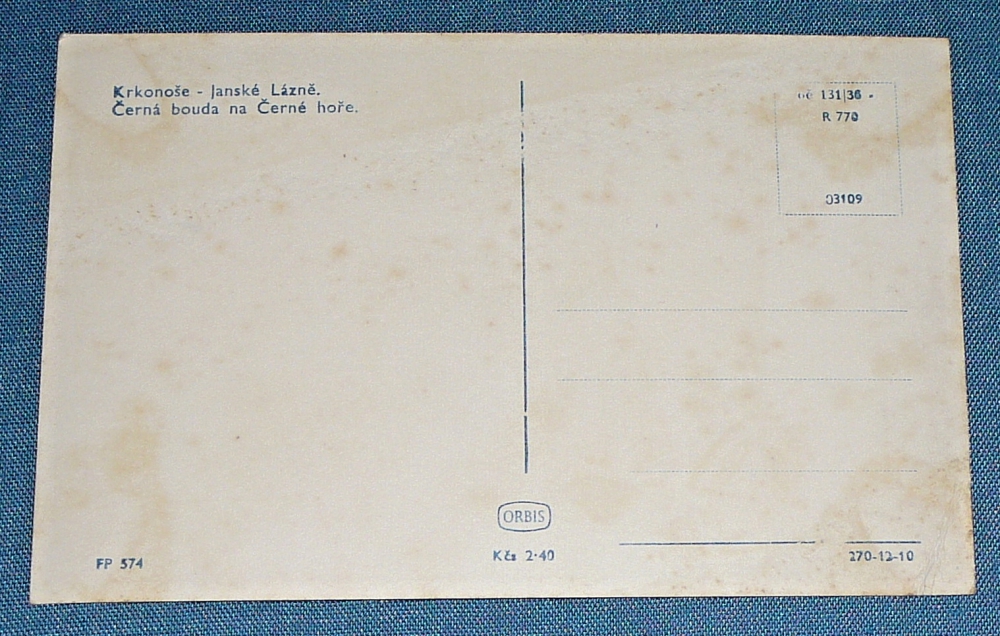 Krkonoše - Janské Lázně.
Černá bouda na Černé hoře.
131|36 -
R 770
03109
ORBIS
FP 574
Kčs 2·40
270-12-10